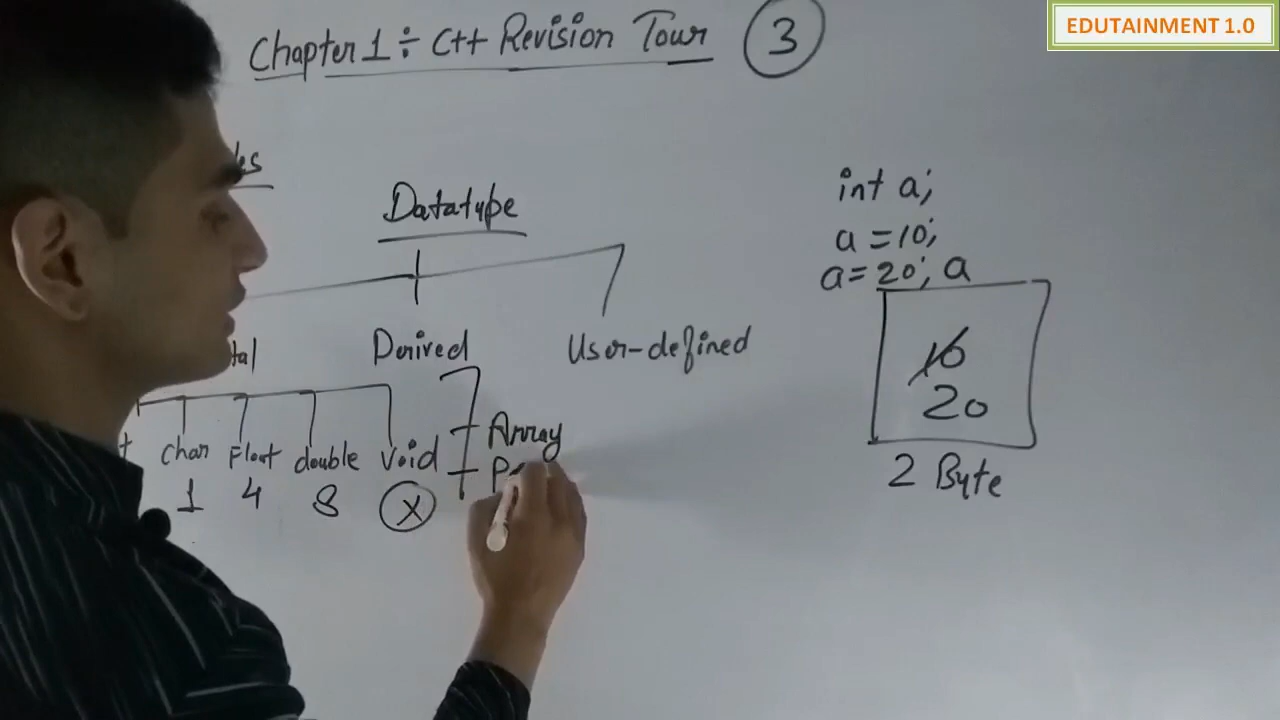 EDUTAINMENT 1.0
Chapter 1 ÷ C++ Revision Tour 3
Datatype
Derived
User-defined
char Float double Void
1 4 8 X
Array
int a;
a = 10;
a = 20; a
10
20
2 Byte